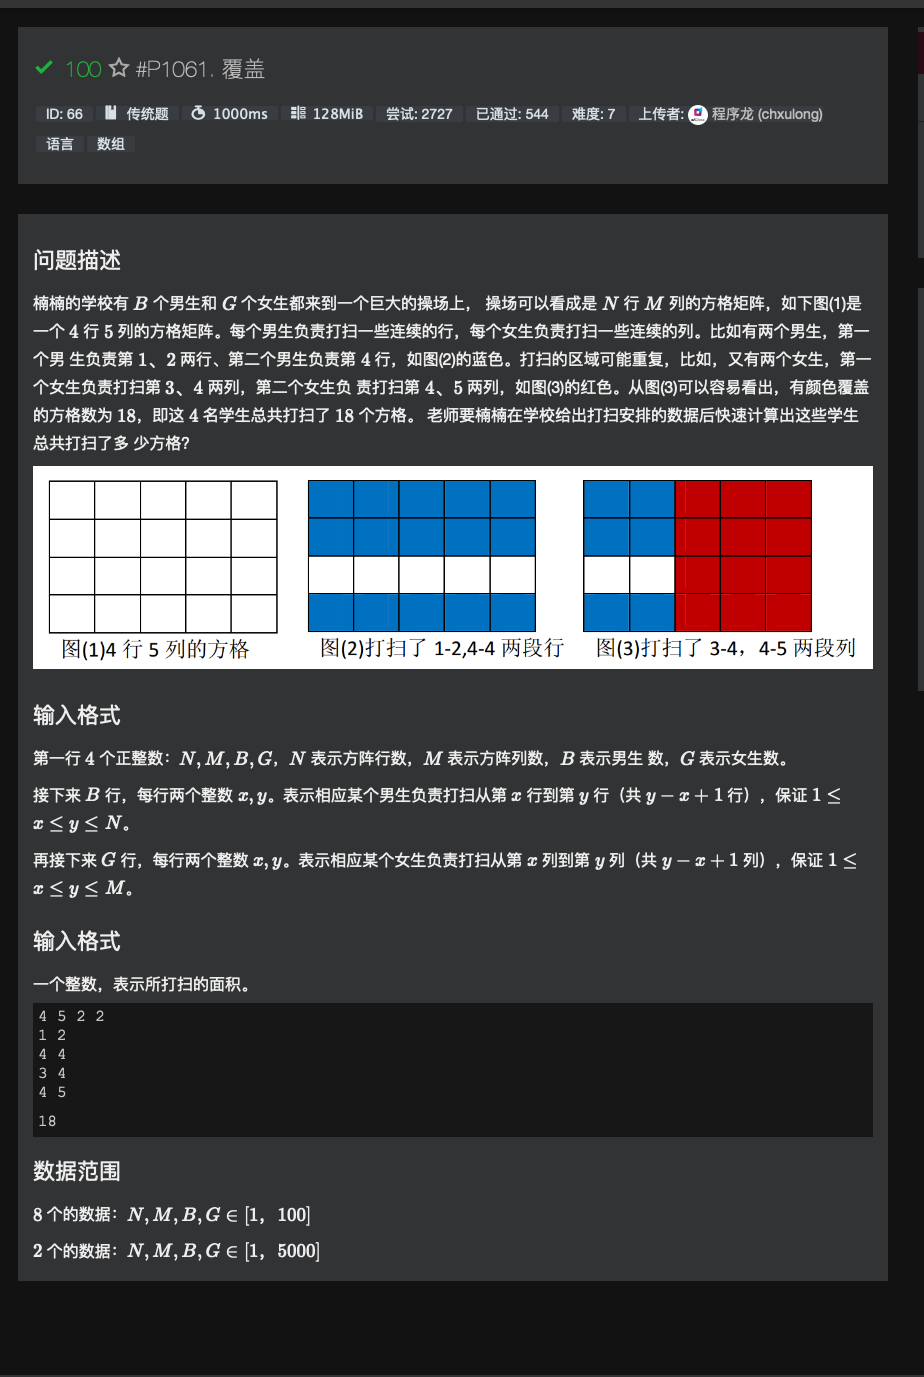 100 #P1061. 覆盖
ID: 66 传统题 1000ms 128MiB 尝试: 2727 已通过: 544 难度: 7 上传者: 程序龙 (chxulong)
语言 数组
问题描述
楠楠的学校有 B 个男生和 G 个女生都来到一个巨大的操场上， 操场可以看成是 N 行 M 列的方格矩阵，如下图(1)是
一个 4 行 5 列的方格矩阵。每个男生负责打扫一些连续的行，每个女生负责打扫一些连续的列。比如有两个男生，第一
个男 生负责第 1、2 两行、第二个男生负责第 4 行，如图(2)的蓝色。打扫的区域可能重复，比如，又有两个女生，第一
个女生负责打扫第 3、4 两列，第二个女生负 责打扫第 4、5 两列，如图(3)的红色。从图(3)可以容易看出，有颜色覆盖
的方格数为 18，即这 4 名学生总共打扫了 18 个方格。 老师要楠楠在学校给出打扫安排的数据后快速计算出这些学生
总共打扫了多 少方格?
图(1)4 行 5 列的方格 图(2)打扫了 1-2,4-4 两段行 图(3)打扫了 3-4，4-5 两段列
输入格式
第一行 4 个正整数：N, M, B, G，N 表示方阵行数，M 表示方阵列数，B 表示男生 数，G 表示女生数。
接下来 B 行，每行两个整数 x, y。表示相应某个男生负责打扫从第 x 行到第 y 行（共 y − x + 1 行），保证 1 ≤
x ≤ y ≤ N。
再接下来 G 行，每行两个整数 x, y。表示相应某个女生负责打扫从第 x 列到第 y 列（共 y − x + 1 列），保证 1 ≤
x ≤ y ≤ M。
输入格式
一个整数，表示所打扫的面积。
4 5 2 2
1 2
4 4
3 4
4 5
18
数据范围
8 个的数据：N, M, B, G ∈ [1，100]
2 个的数据：N, M, B, G ∈ [1，5000]